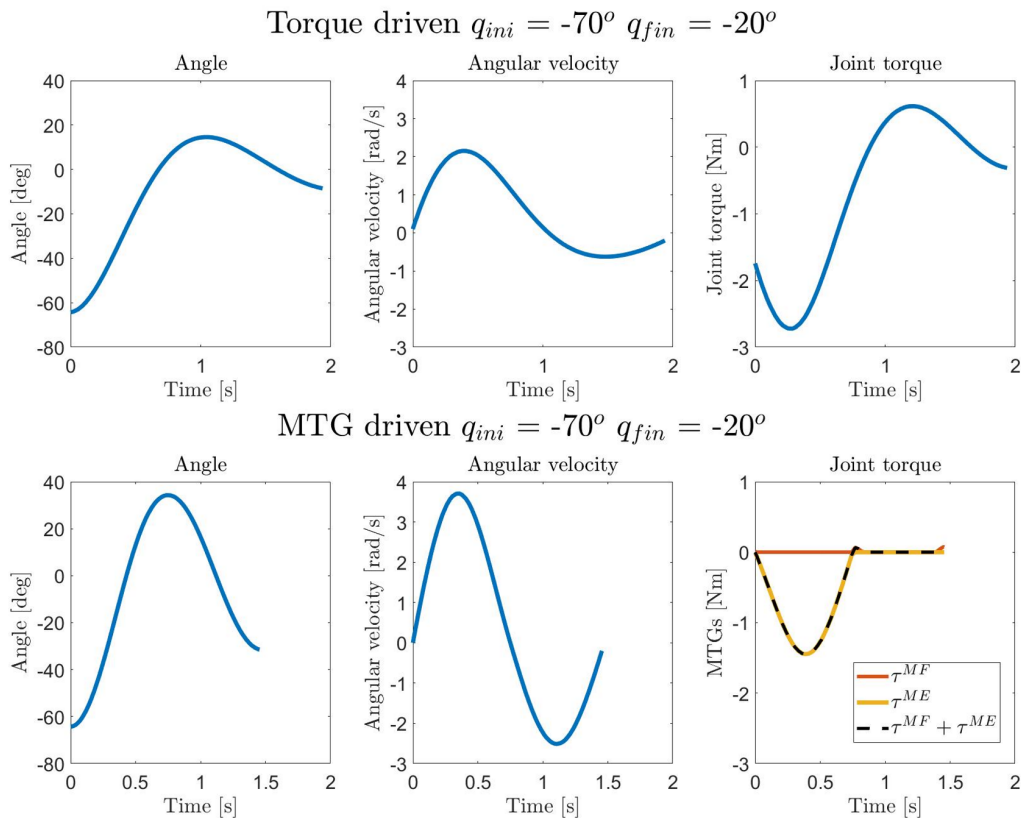 Torque driven q_ini = -70° q_fin = -20°
Angle
Angular velocity
Joint torque
40
20
0
-20
-40
-60
-80
Angle [deg]
0
1
2
Time [s]
4
3
2
1
0
-1
-2
-3
Angular velocity [rad/s]
0
1
2
Time [s]
1
0
-1
-2
-3
Joint torque [Nm]
0
1
2
Time [s]
MTG driven q_ini = -70° q_fin = -20°
Angle
Angular velocity
Joint torque
40
20
0
-20
-40
-60
-80
Angle [deg]
0
0.5
1
1.5
2
Time [s]
4
3
2
1
0
-1
-2
-3
Angular velocity [rad/s]
0
0.5
1
1.5
2
Time [s]
1
0
-1
-2
-3
MTGs [Nm]
0
0.5
1
1.5
2
Time [s]
τ^MF
τ^ME
τ^MF + τ^ME